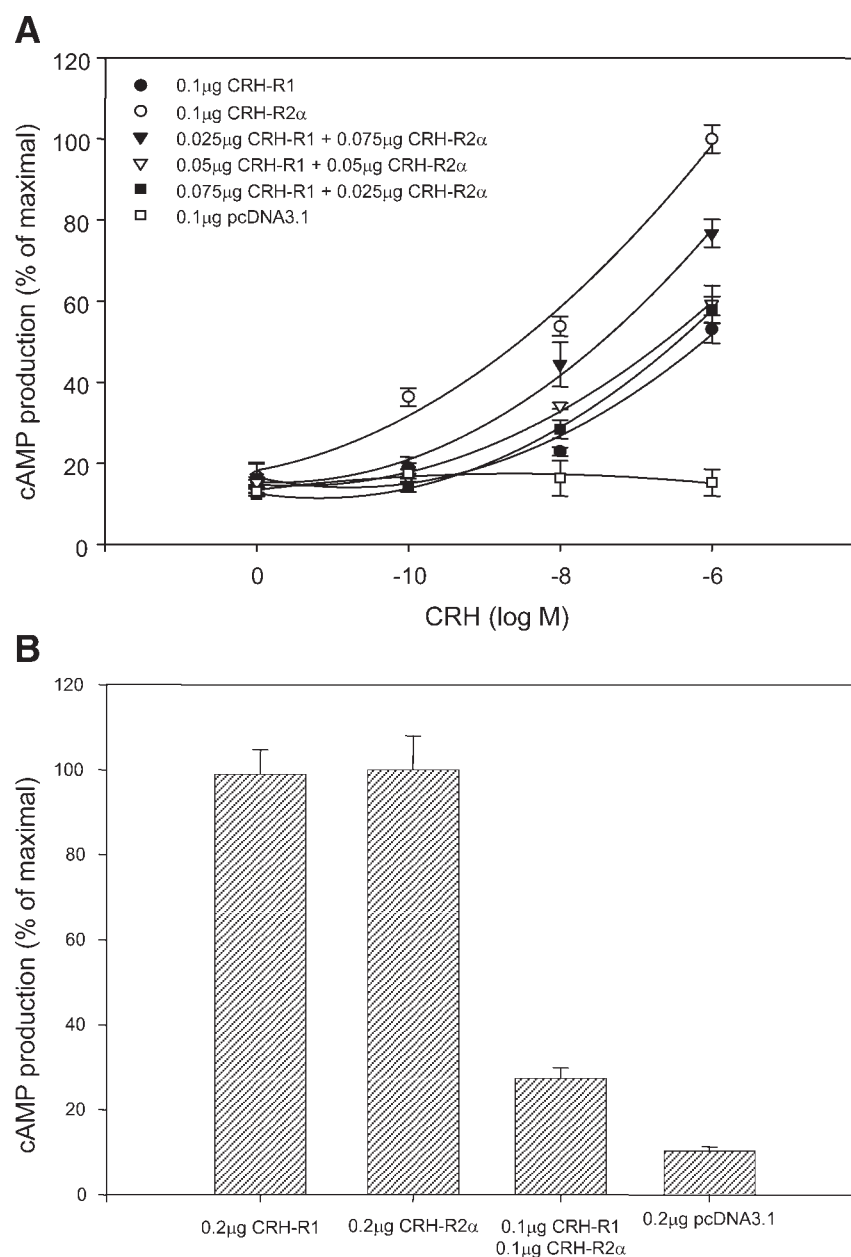 A
120
100
80
60
40
20
0
cAMP production (% of maximal)
0.1μg CRH-R1
0.1μg CRH-R2α
0.025μg CRH-R1 + 0.075μg CRH-R2α
0.05μg CRH-R1 + 0.05μg CRH-R2α
0.075μg CRH-R1 + 0.025μg CRH-R2α
0.1μg pcDNA3.1
0 -10 -8 -6
CRH (log M)
B
120
100
80
60
40
20
0
cAMP production (% of maximal)
0.2μg CRH-R1 0.2μg CRH-R2α 0.1μg CRH-R1 0.2μg pcDNA3.1
0.1μg CRH-R2α